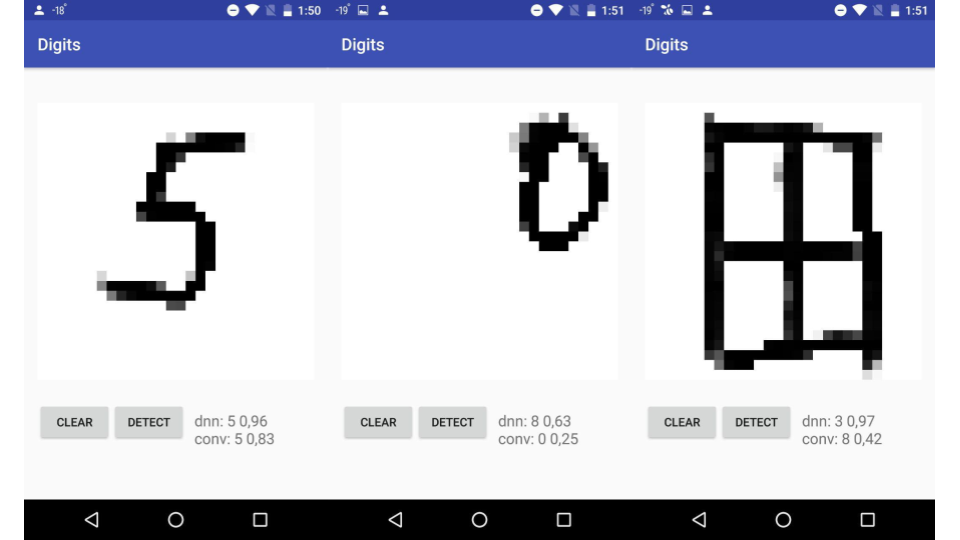 -18° 1:50
Digits
5
CLEAR DETECT dnn: 5 0,96
conv: 5 0,83
-19° 1:51
Digits
0
CLEAR DETECT dnn: 8 0,63
conv: 0 0,25
-19° 1:51
Digits
CLEAR DETECT dnn: 3 0,97
conv: 8 0,42